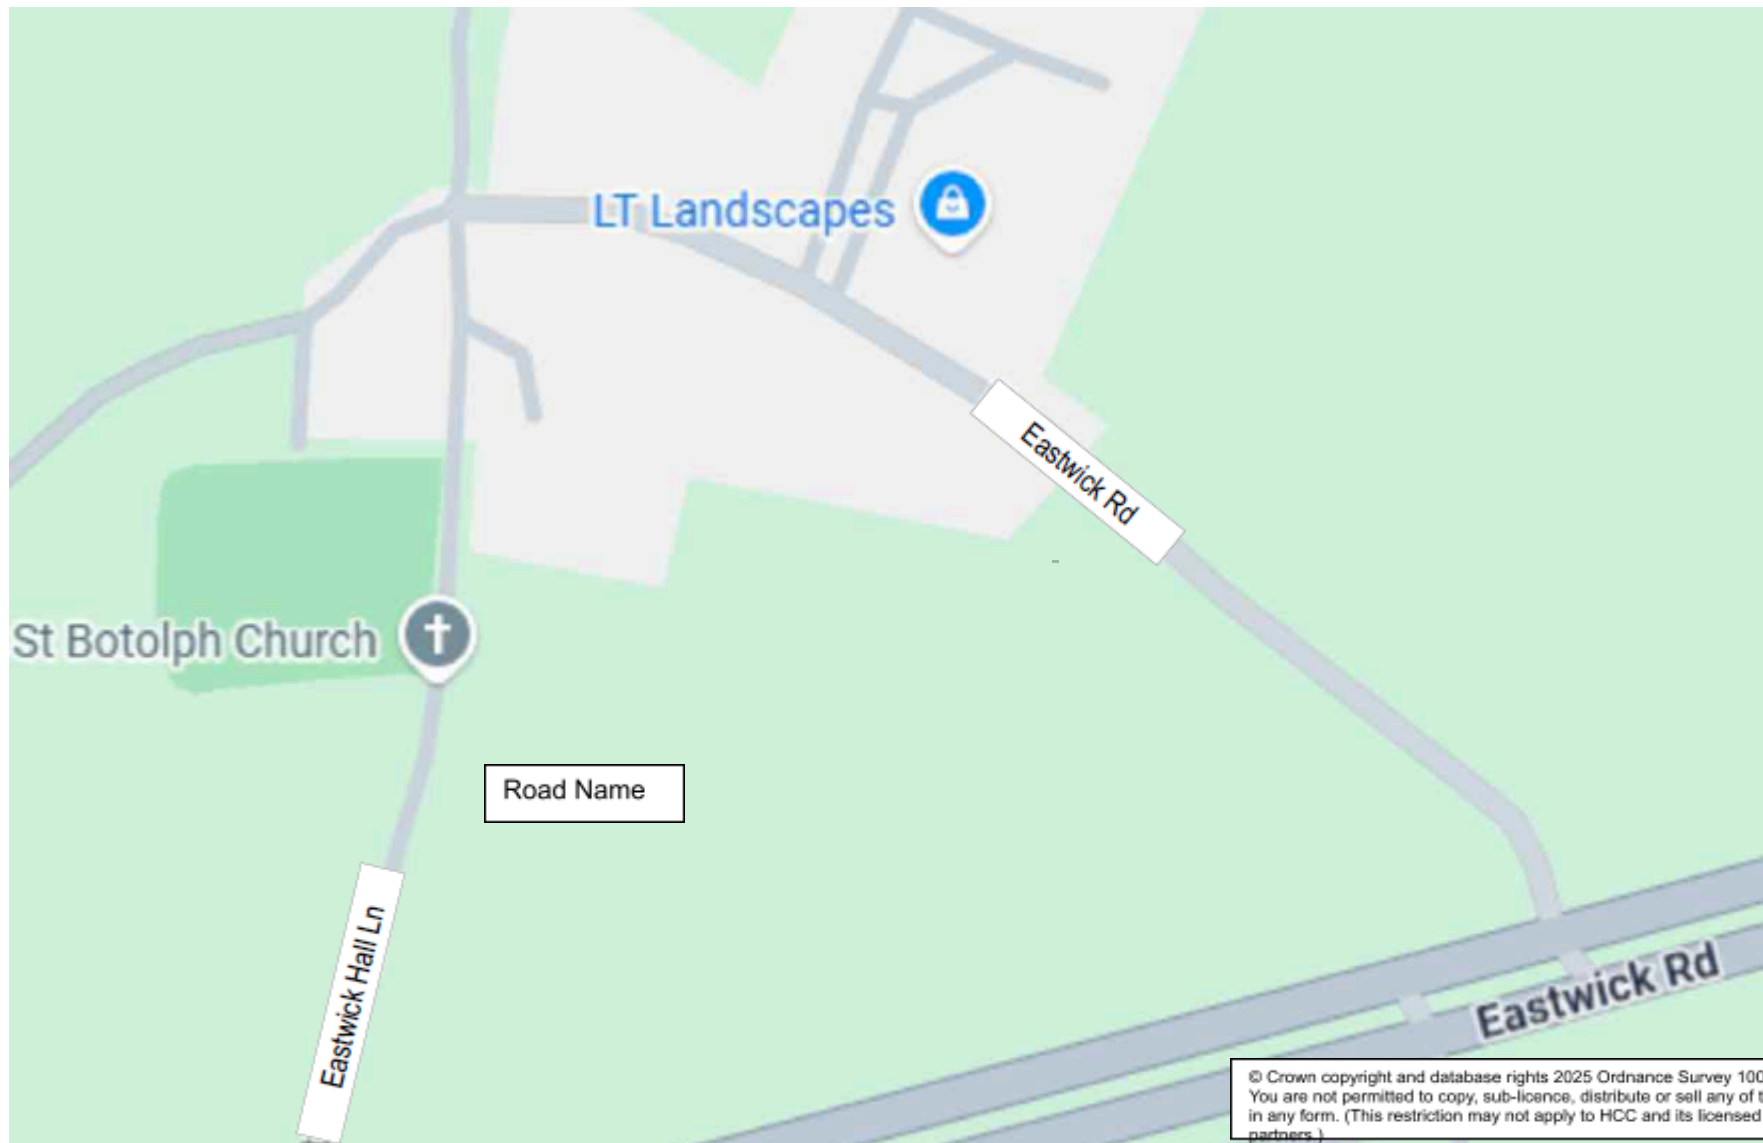 LT Landscapes
Eastwick Rd
St Botolph Church
Road Name
Eastwick Hall Ln
Eastwick Rd
© Crown copyright and database rights 2025 Ordnance Survey 100
You are not permitted to copy, sub-licence, distribute or sell any of
in any form. (This restriction may not apply to HCC and its licensed
partners.)